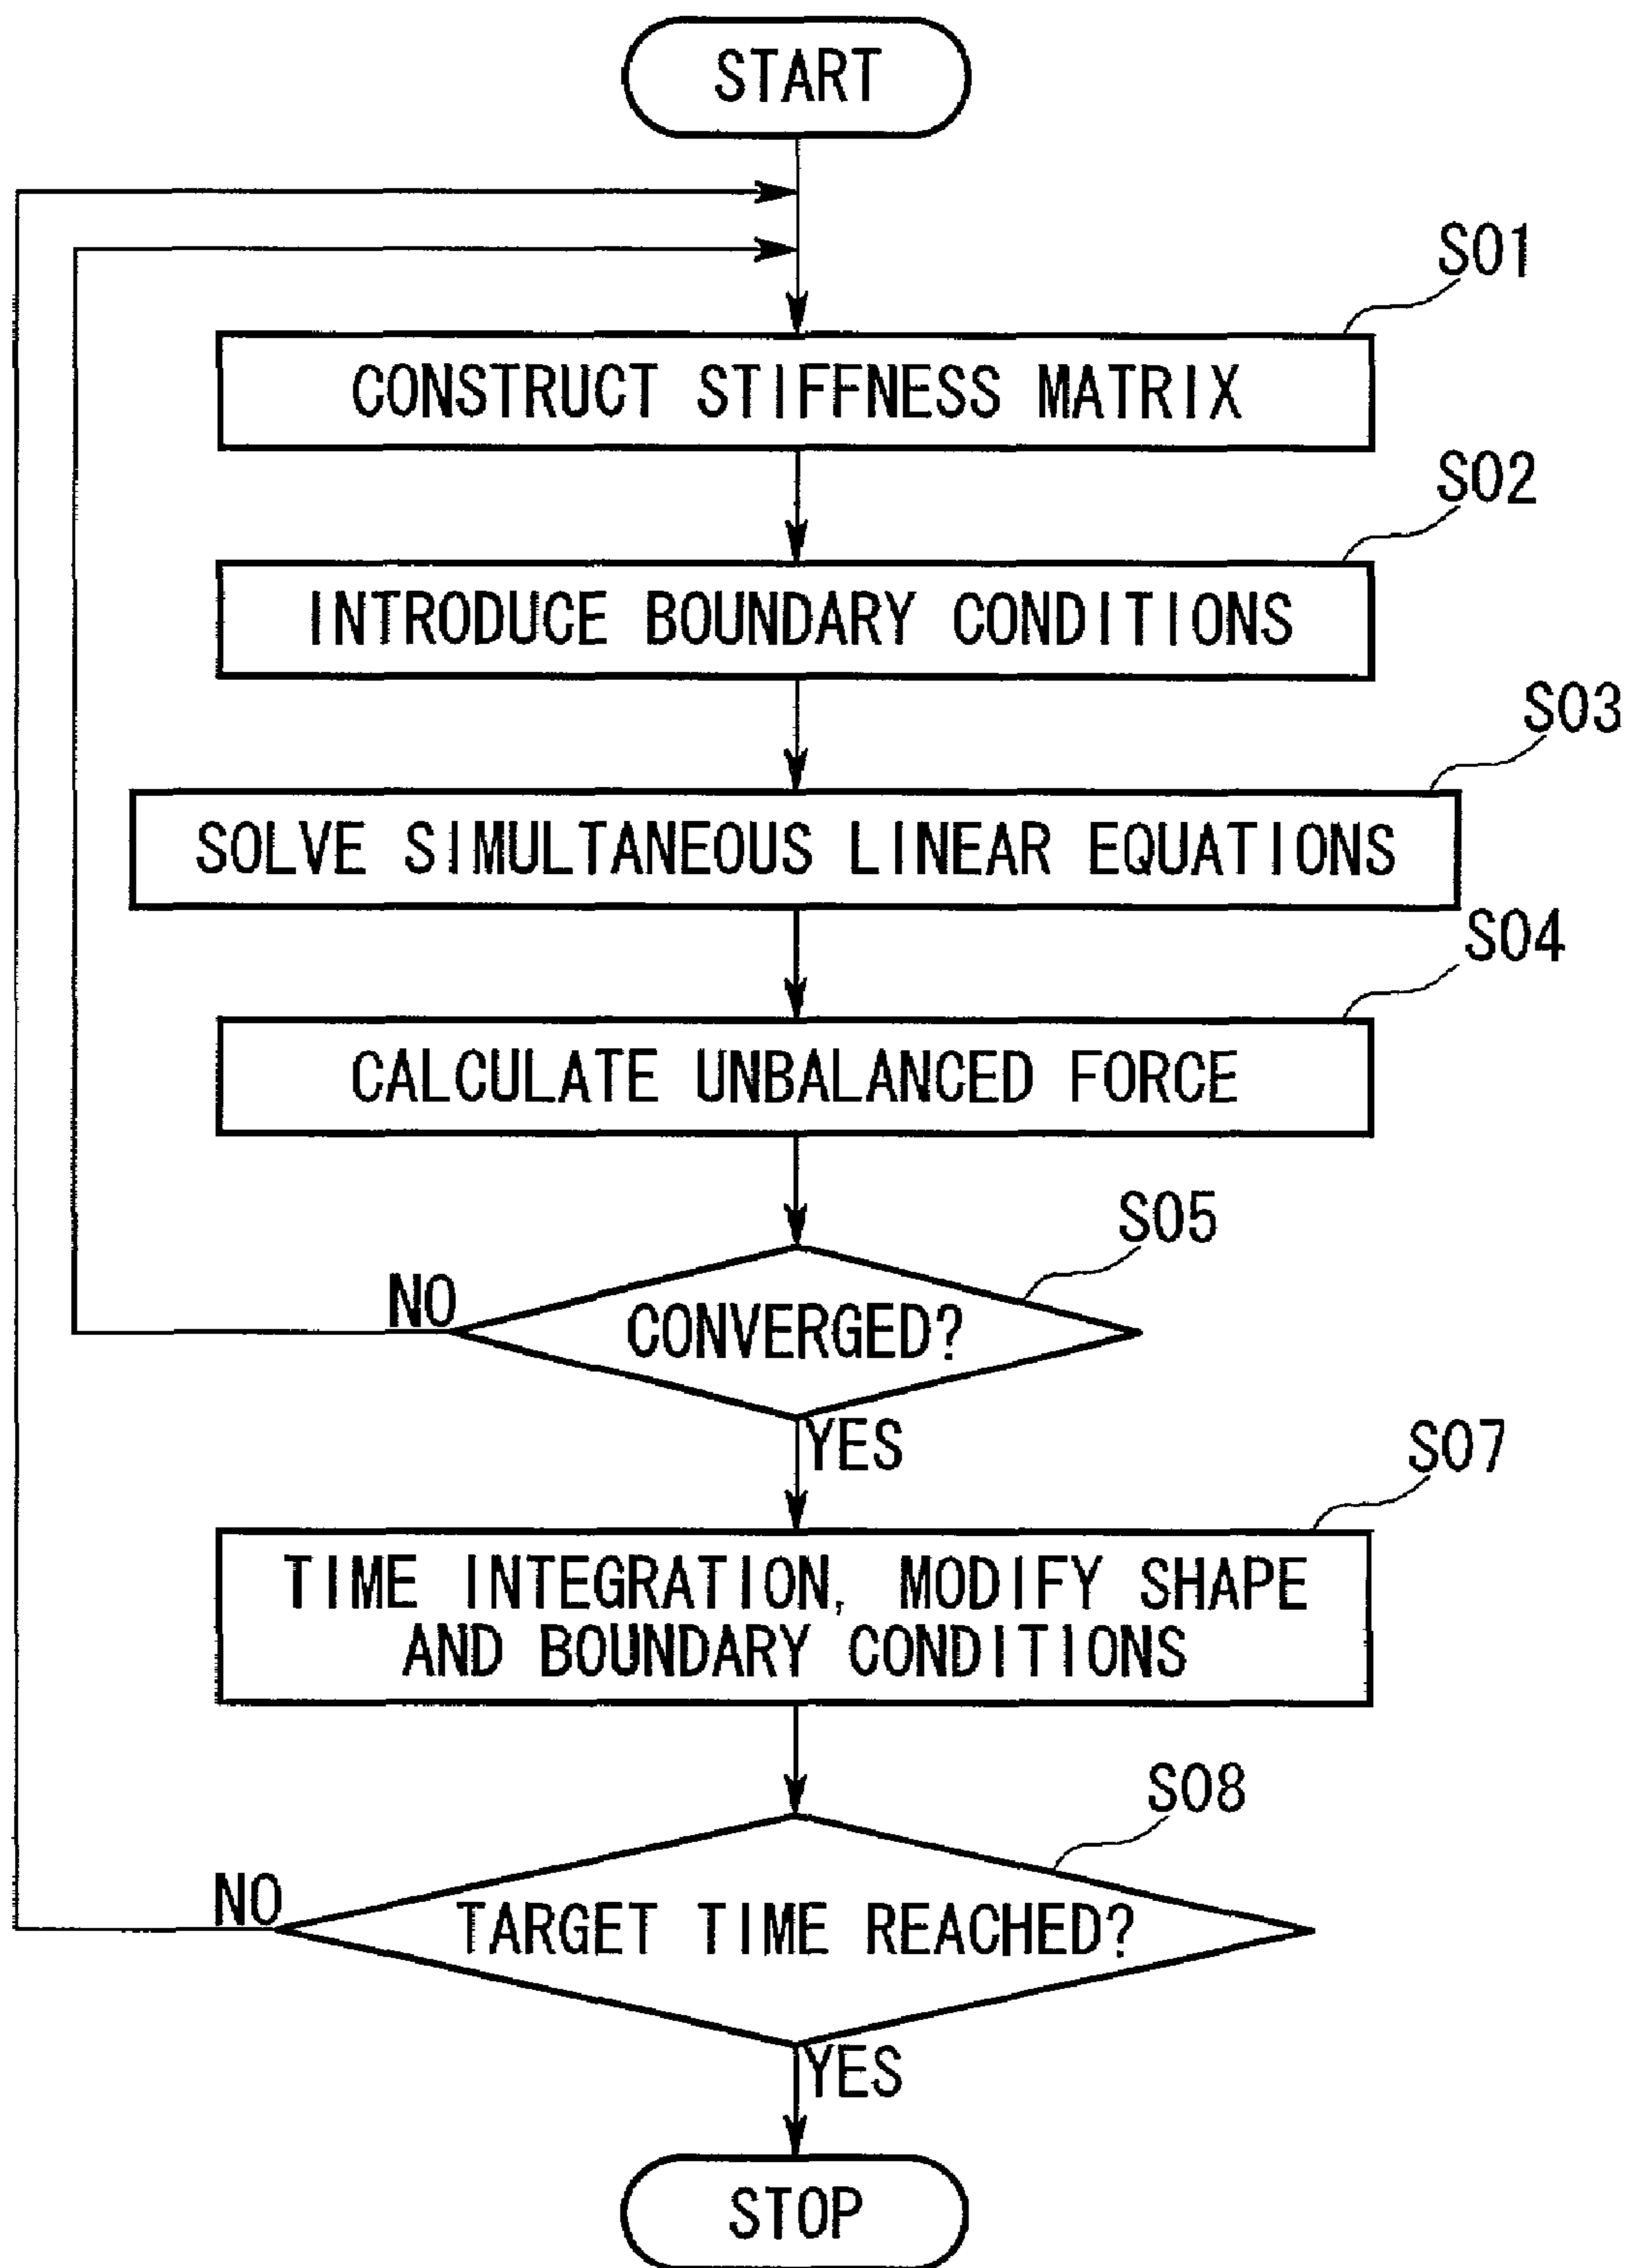 START
S01
CONSTRUCT STIFFNESS MATRIX
S02
INTRODUCE BOUNDARY CONDITIONS
S03
SOLVE SIMULTANEOUS LINEAR EQUATIONS
S04
CALCULATE UNBALANCED FORCE
S05
NO
CONVERGED?
YES
S07
TIME INTEGRATION, MODIFY SHAPE
AND BOUNDARY CONDITIONS
S08
NO
TARGET TIME REACHED?
YES
STOP